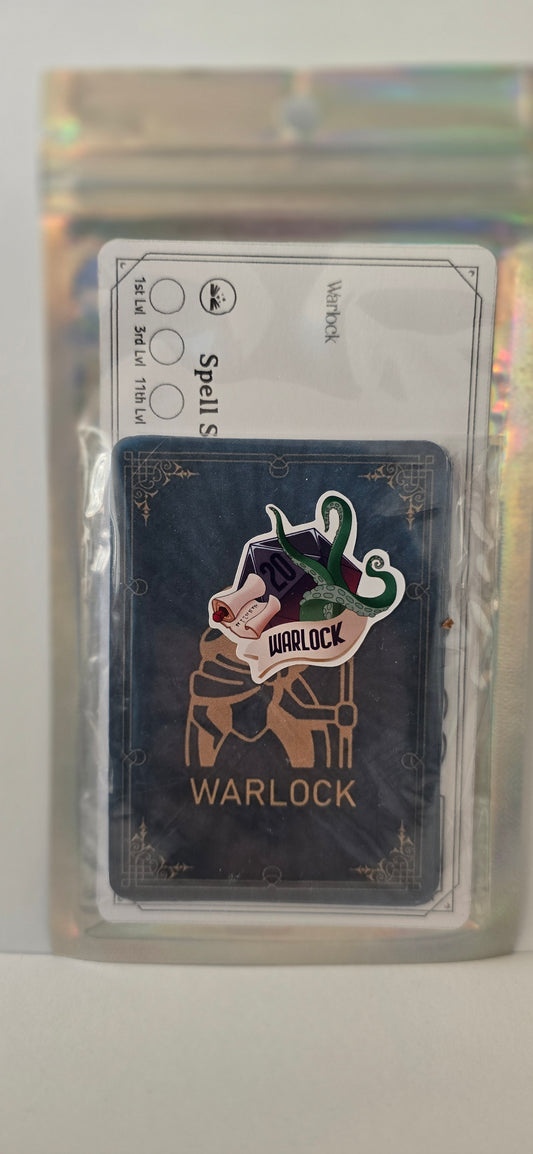 Warlock
Spell S
1st Lvl
3rd Lvl
11th Lvl
20
WARLOCK
WARLOCK